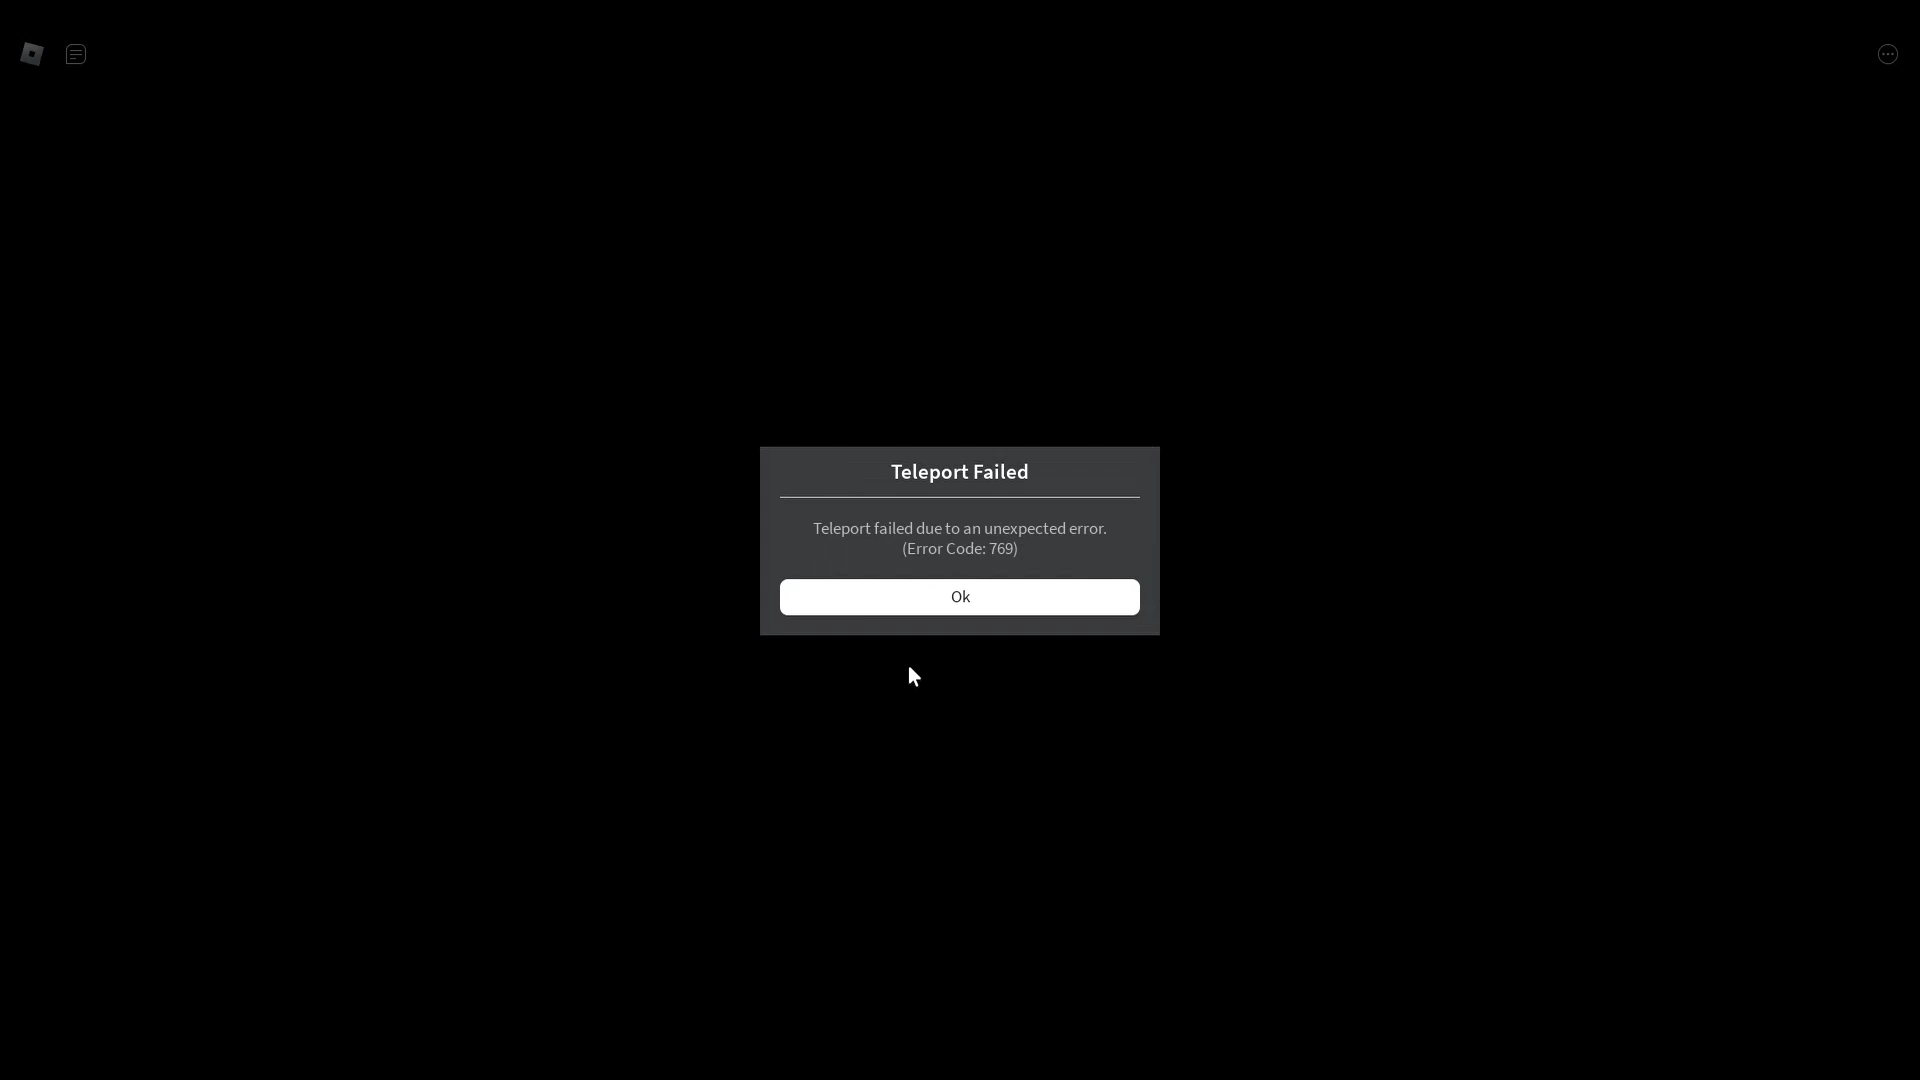 Teleport Failed
Teleport failed due to an unexpected error.
(Error Code: 769)
Ok